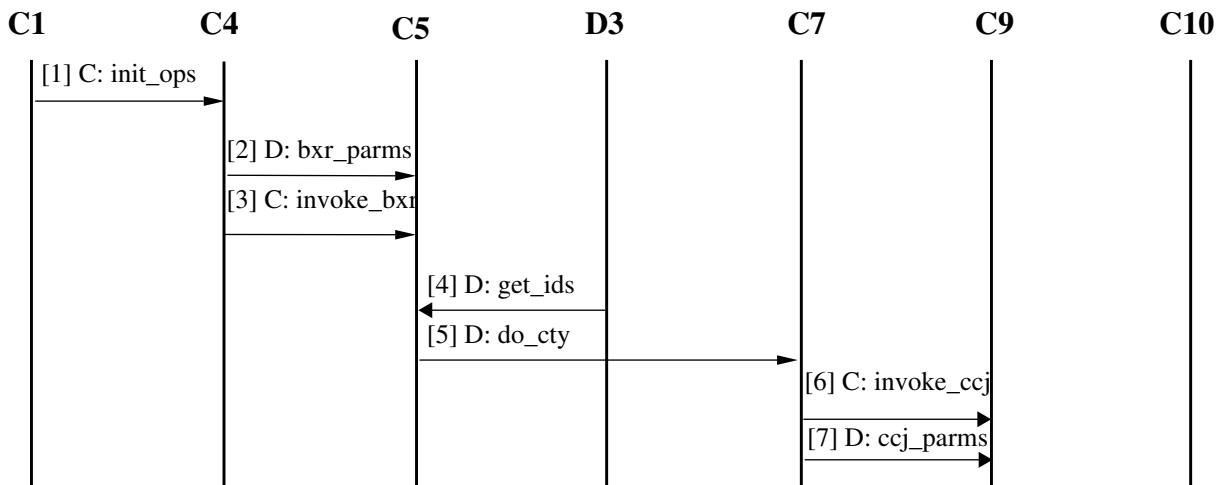 C1 C4 C5 D3 C7 C9 C10
[1] C: init_ops
[2] D: bxr_parms
[3] C: invoke_bxr
[4] D: get_ids
[5] D: do_cty
[6] C: invoke_ccj
[7] D: ccj_parms